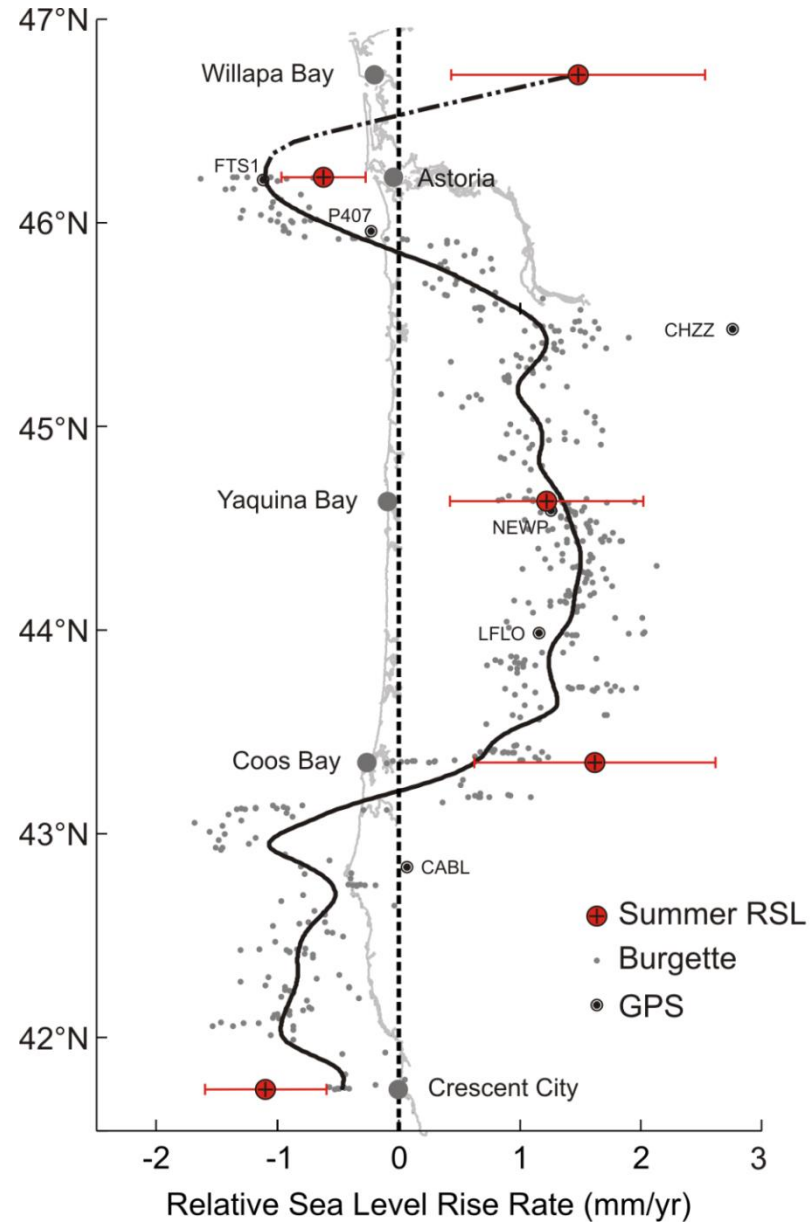 47°N
Willapa Bay
FTS1
Astoria
P407
46°N
CHZZ
45°N
Yaquina Bay
NEWP
44°N
LFLO
Coos Bay
43°N
CABL
Summer RSL
Burgette
GPS
42°N
Crescent City
-2 -1 0 1 2 3
Relative Sea Level Rise Rate (mm/yr)